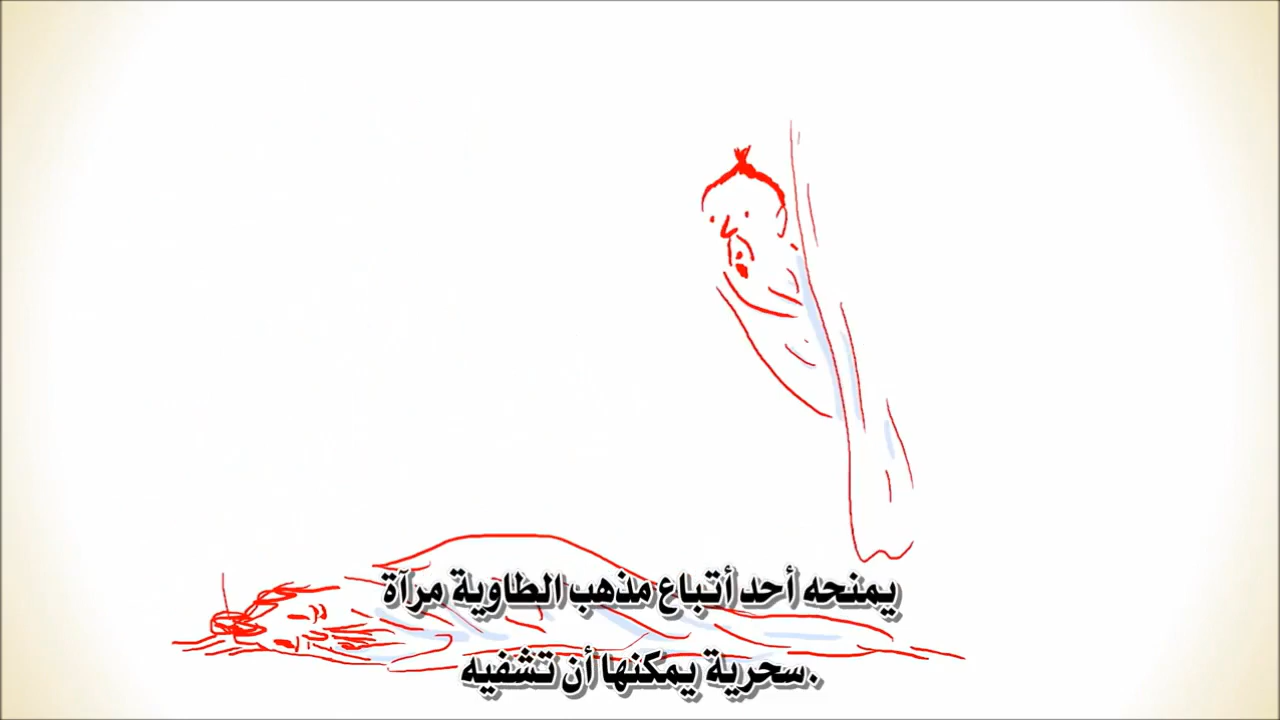 يمنحه أحد أتباع مذهب الطاوية مرآة
سحرية يمكنها أن تشفيه.